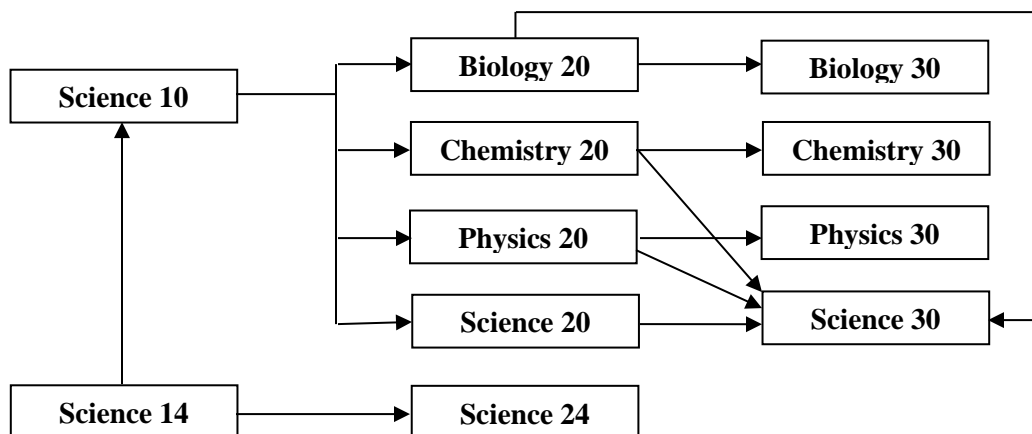 Biology 20
Biology 30
Science 10
Chemistry 20
Chemistry 30
Physics 20
Physics 30
Science 20
Science 30
Science 14
Science 24